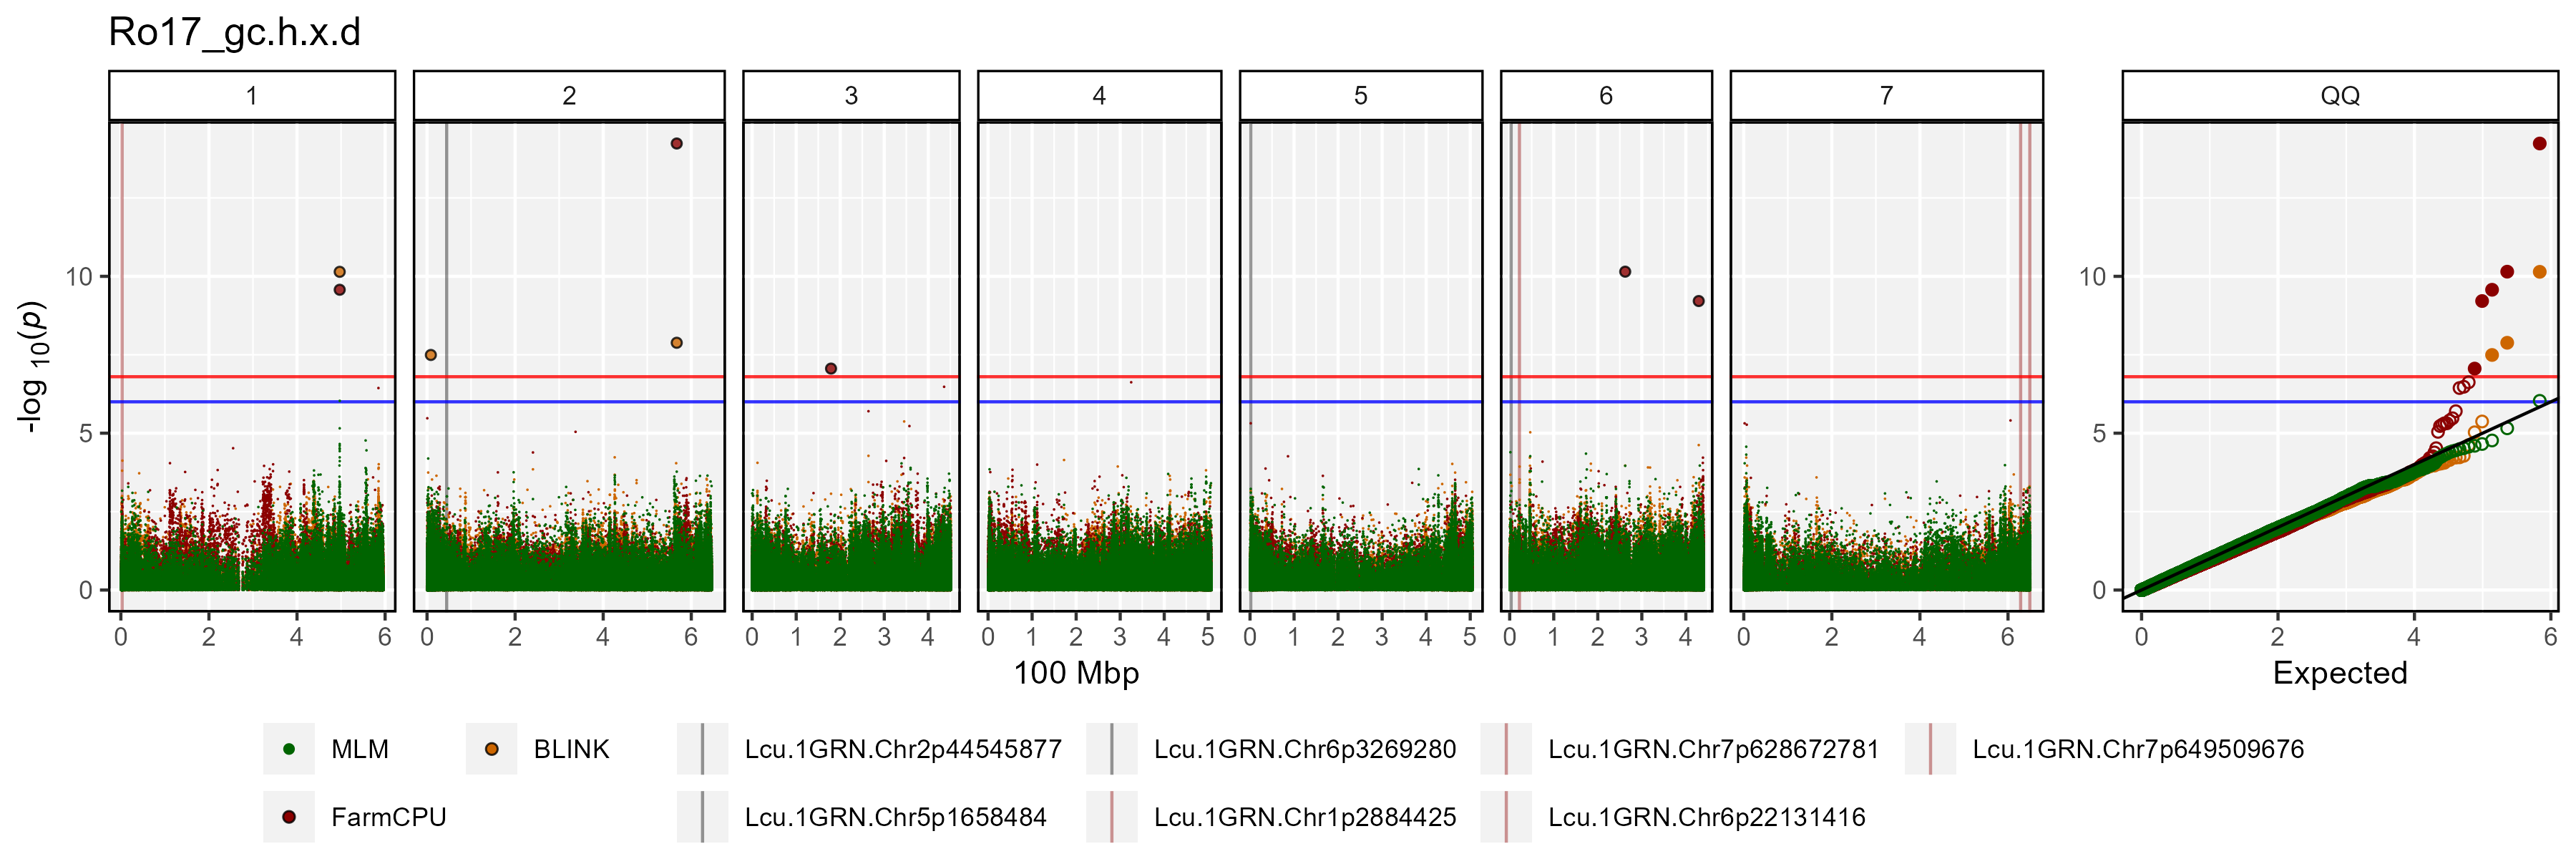 Ro17_gc.h.x.d
1 2 3 4 5 6 7 QQ
-log 10(p)
10
5
0
10
5
0
0 2 4 6 0 2 4 6 0 1 2 3 4 0 1 2 3 4 5 0 1 2 3 4 5 0 1 2 3 4 0 2 4 6 0 2 4 6
100 Mbp Expected
MLM BLINK Lcu.1GRN.Chr2p44545877 Lcu.1GRN.Chr6p3269280 Lcu.1GRN.Chr7p628672781 Lcu.1GRN.Chr7p649509676
FarmCPU Lcu.1GRN.Chr5p1658484 Lcu.1GRN.Chr1p2884425 Lcu.1GRN.Chr6p22131416